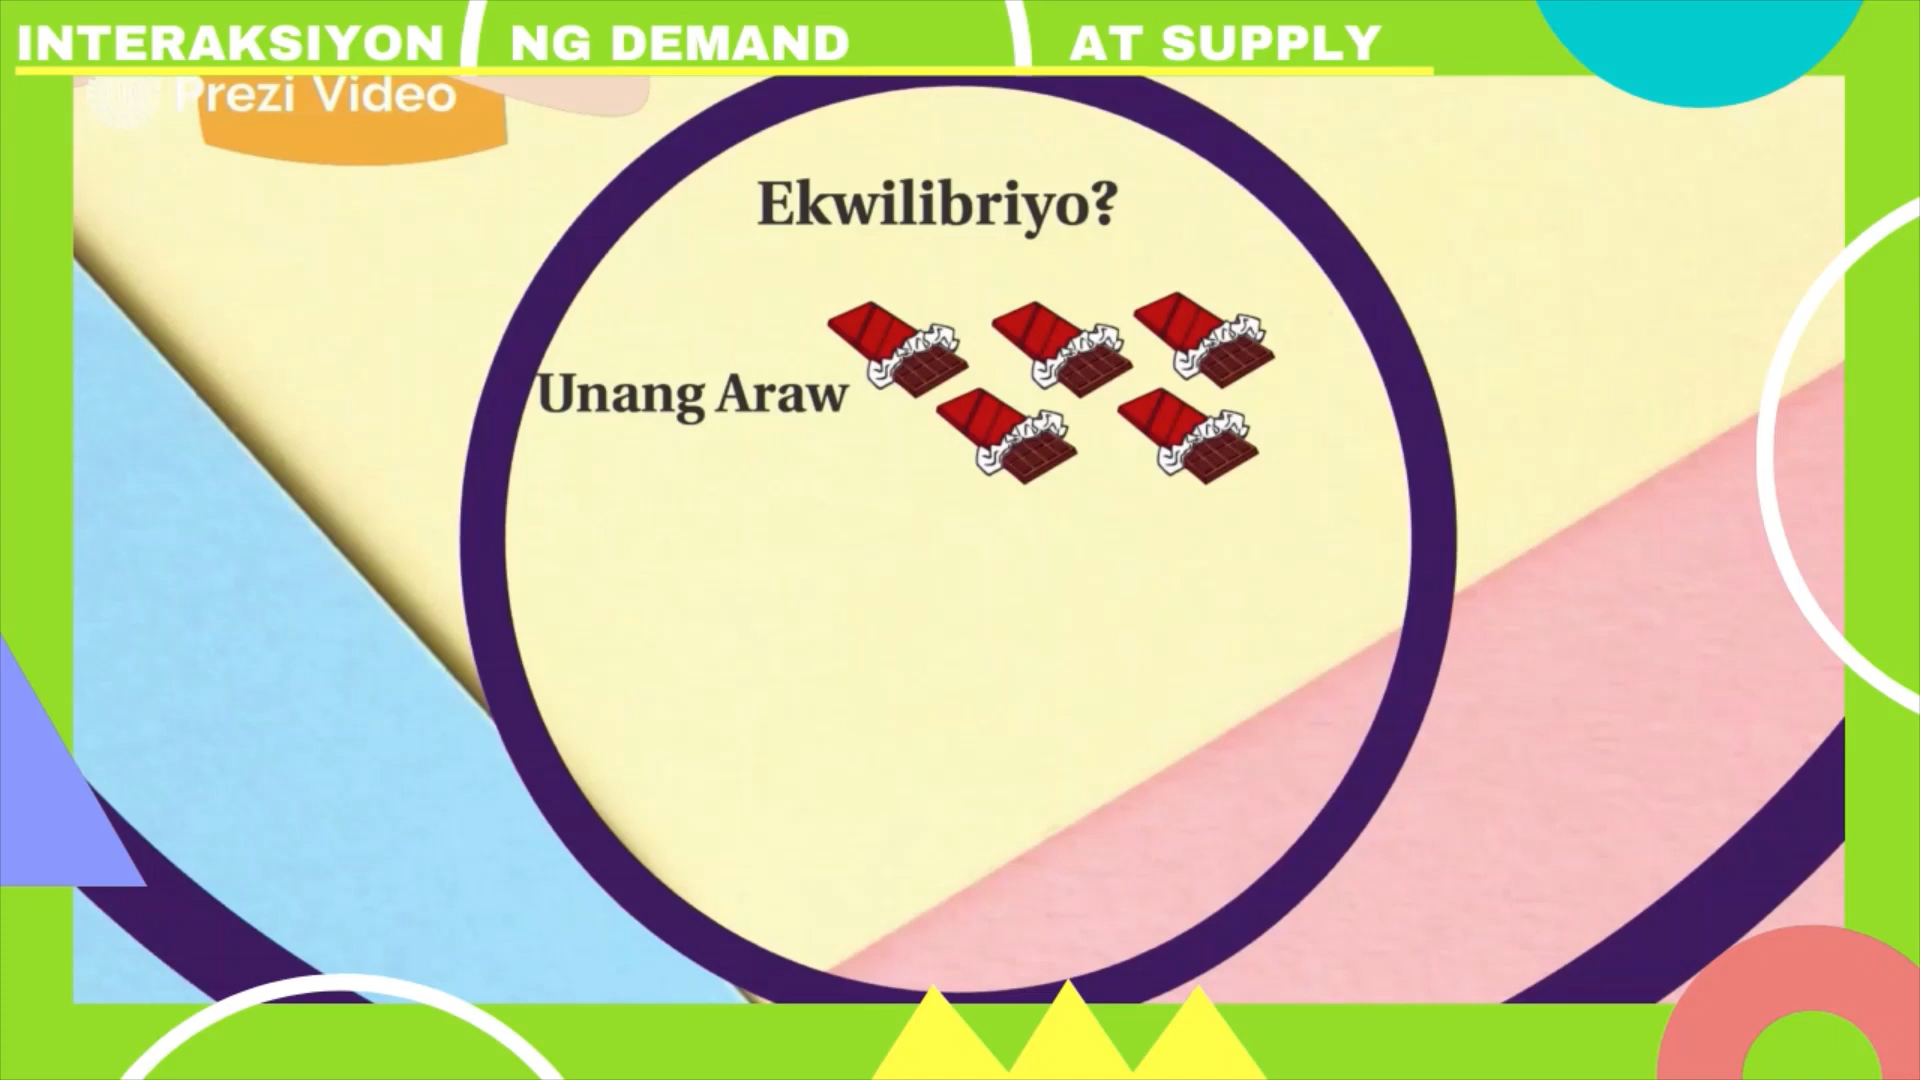 INTERAKSIYON NG DEMAND AT SUPPLY
Prezi Video
Ekwilibriyo?
Unang Araw